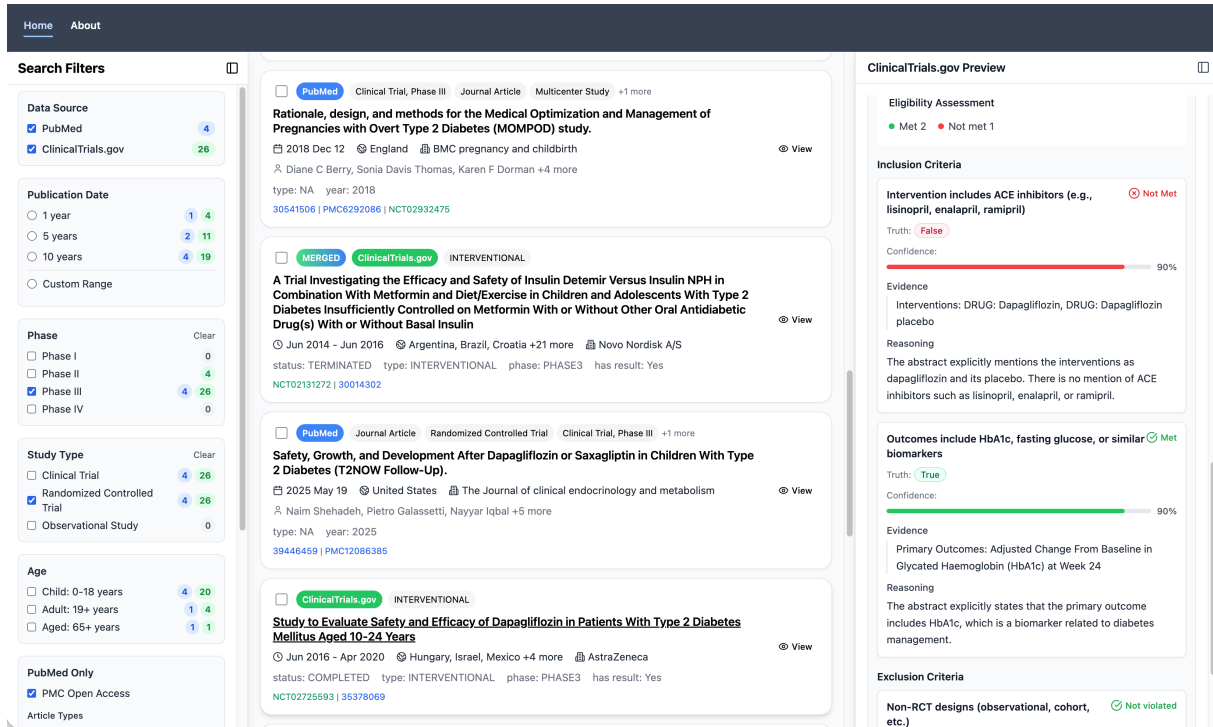 Home About
Search Filters
Data Source
PubMed 4
ClinicalTrials.gov 26
Publication Date
1 year 1 4
5 years 2 11
10 years 4 19
Custom Range
Phase Clear
Phase I 0
Phase II 4
Phase III 4 26
Phase IV 0
Study Type Clear
Clinical Trial 4 26
Randomized Controlled
Trial 4 26
Observational Study 0
Age
Child: 0-18 years 4 20
Adult: 19+ years 1 4
Aged: 65+ years 1 1
PubMed Only
PMC Open Access
Article Types
PubMed Clinical Trial, Phase III Journal Article Multicenter Study +1 more
Rationale, design, and methods for the Medical Optimization and Management of
Pregnancies with Overt Type 2 Diabetes (MOMPOD) study.
2018 Dec 12 England BMC pregnancy and childbirth
View
Diane C Berry, Sonia Davis Thomas, Karen F Dorman +4 more
type: NA year: 2018
30541506 | PMC6292086 | NCT02932475
MERGED ClinicalTrials.gov INTERVENTIONAL
A Trial Investigating the Efficacy and Safety of Insulin Detemir Versus Insulin NPH in
Combination With Metformin and Diet/Exercise in Children and Adolescents With Type 2
Diabetes Insufficiently Controlled on Metformin With or Without Other Oral Antidiabetic
Drug(s) With or Without Basal Insulin
View
Jun 2014 - Jun 2016 Argentina, Brazil, Croatia +21 more Novo Nordisk A/S
status: TERMINATED type: INTERVENTIONAL phase: PHASE3 has result: Yes
NCT02131272 | 30014302
PubMed Journal Article Randomized Controlled Trial Clinical Trial, Phase III +1 more
Safety, Growth, and Development After Dapagliflozin or Saxagliptin in Children With Type
2 Diabetes (T2NOW Follow-Up).
2025 May 19 United States The Journal of clinical endocrinology and metabolism
View
Naim Shehadeh, Pietro Galassetti, Nayyar Iqbal +5 more
type: NA year: 2025
39446459 | PMC12086385
ClinicalTrials.gov INTERVENTIONAL
Study to Evaluate Safety and Efficacy of Dapagliflozin in Patients With Type 2 Diabetes
Mellitus Aged 10-24 Years
View
Jun 2016 - Apr 2020 Hungary, Israel, Mexico +4 more AstraZeneca
status: COMPLETED type: INTERVENTIONAL phase: PHASE3 has result: Yes
NCT02725593 | 35378069
ClinicalTrials.gov Preview
Eligibility Assessment
Met 2 Not met 1
Inclusion Criteria
Intervention includes ACE inhibitors (e.g., Not Met
lisinopril, enalapril, ramipril)
Truth: False
Confidence:
90%
Evidence
Interventions: DRUG: Dapagliflozin, DRUG: Dapagliflozin
placebo
Reasoning
The abstract explicitly mentions the interventions as
dapagliflozin and its placebo. There is no mention of ACE
inhibitors such as lisinopril, enalapril, or ramipril.
Outcomes include HbA1c, fasting glucose, or similar Met
biomarkers
Truth: True
Confidence:
90%
Evidence
Primary Outcomes: Adjusted Change From Baseline in
Glycated Haemoglobin (HbA1c) at Week 24
Reasoning
The abstract explicitly states that the primary outcome
includes HbA1c, which is a biomarker related to diabetes
management.
Exclusion Criteria
Non-RCT designs (observational, cohort, Not violated
etc.)